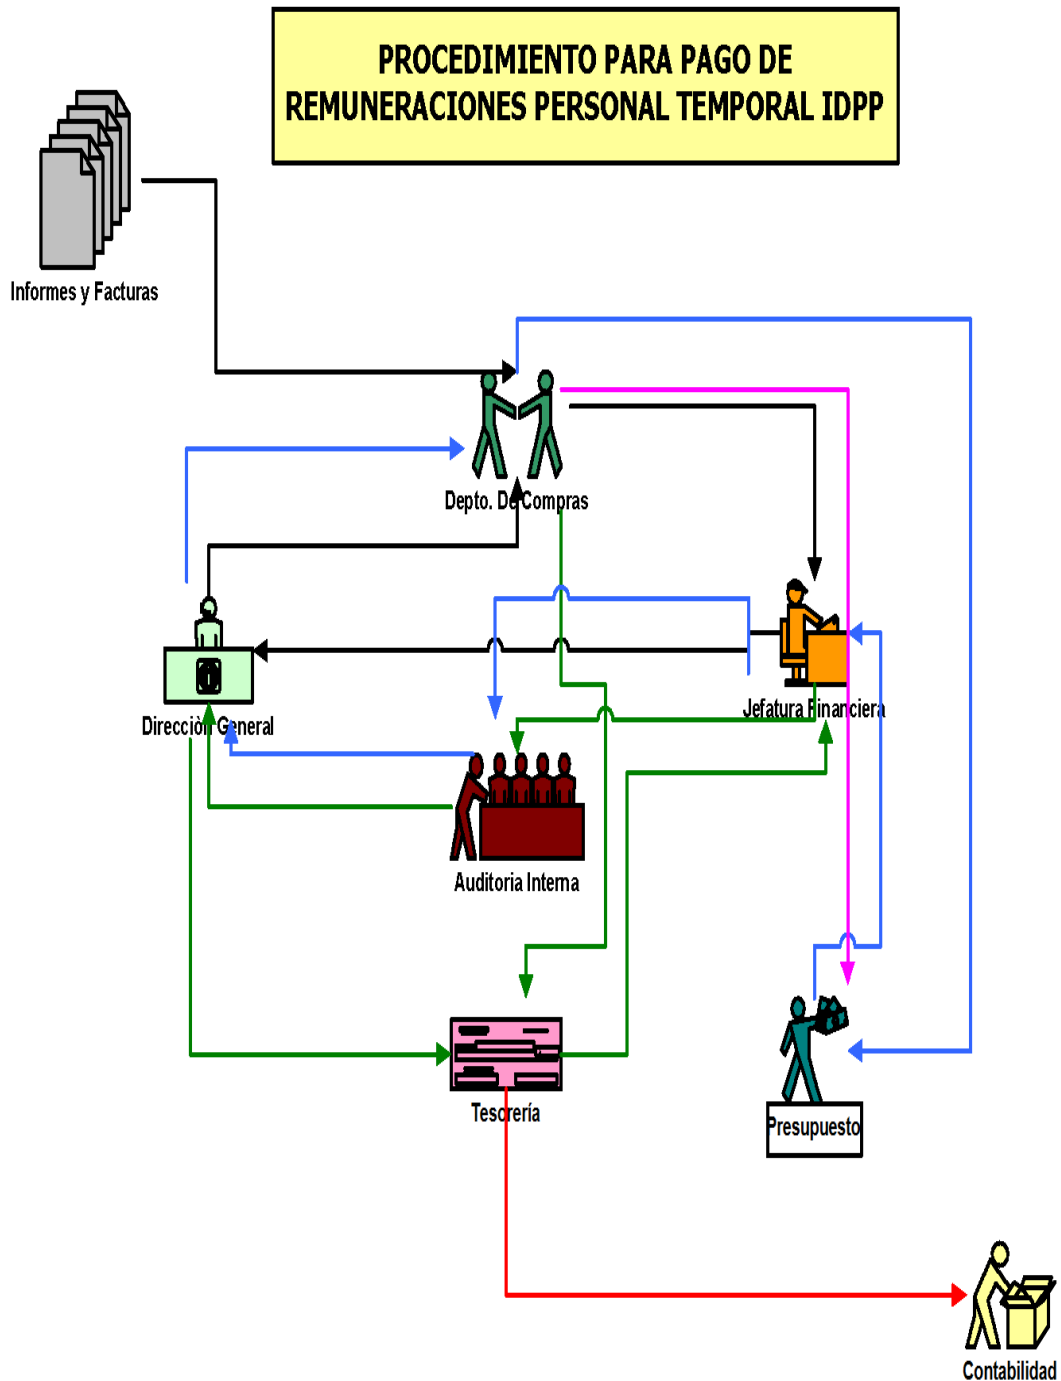 PROCEDIMIENTO PARA PAGO DE
REMUNERACIONES PERSONAL TEMPORAL IDPP
Informes y Facturas
Depto. De Compras
Jefatura Financiera
Direcciòn General
Auditoria Interna
Tesorería
Presupuesto
Contabilidad